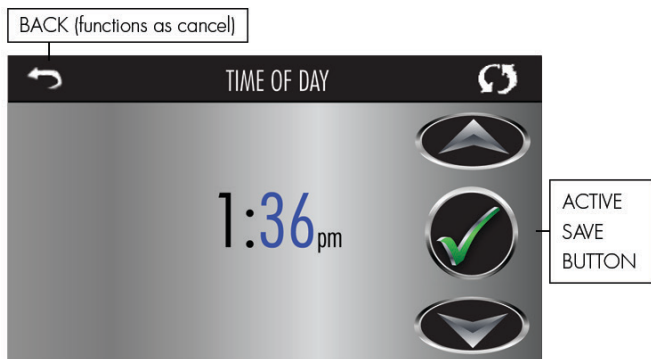 BACK (functions as cancel)
TIME OF DAY
1:36pm
ACTIVE
SAVE
BUTTON